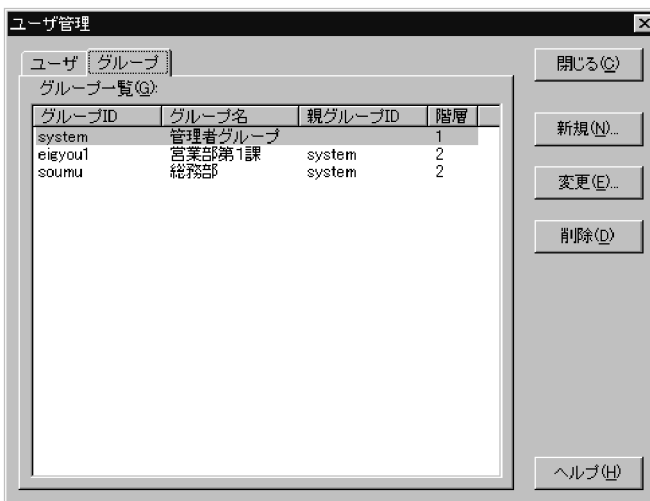 ユーザ管理
ユーザ グループ
グループ一覧(G):
グループID グループ名 親グループID 階層
system 管理者グループ 1
eigyou1 営業部第1課 system 2
soumu 総務部 system 2
閉じる(C)
新規(N)...
変更(E)...
削除(D)
ヘルプ(H)